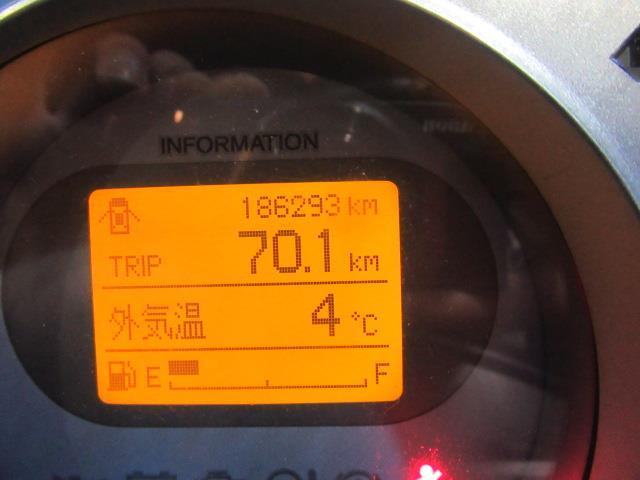 INFORMATION
186293 km
TRIP 70.1 km
外気温 4 °C
E F